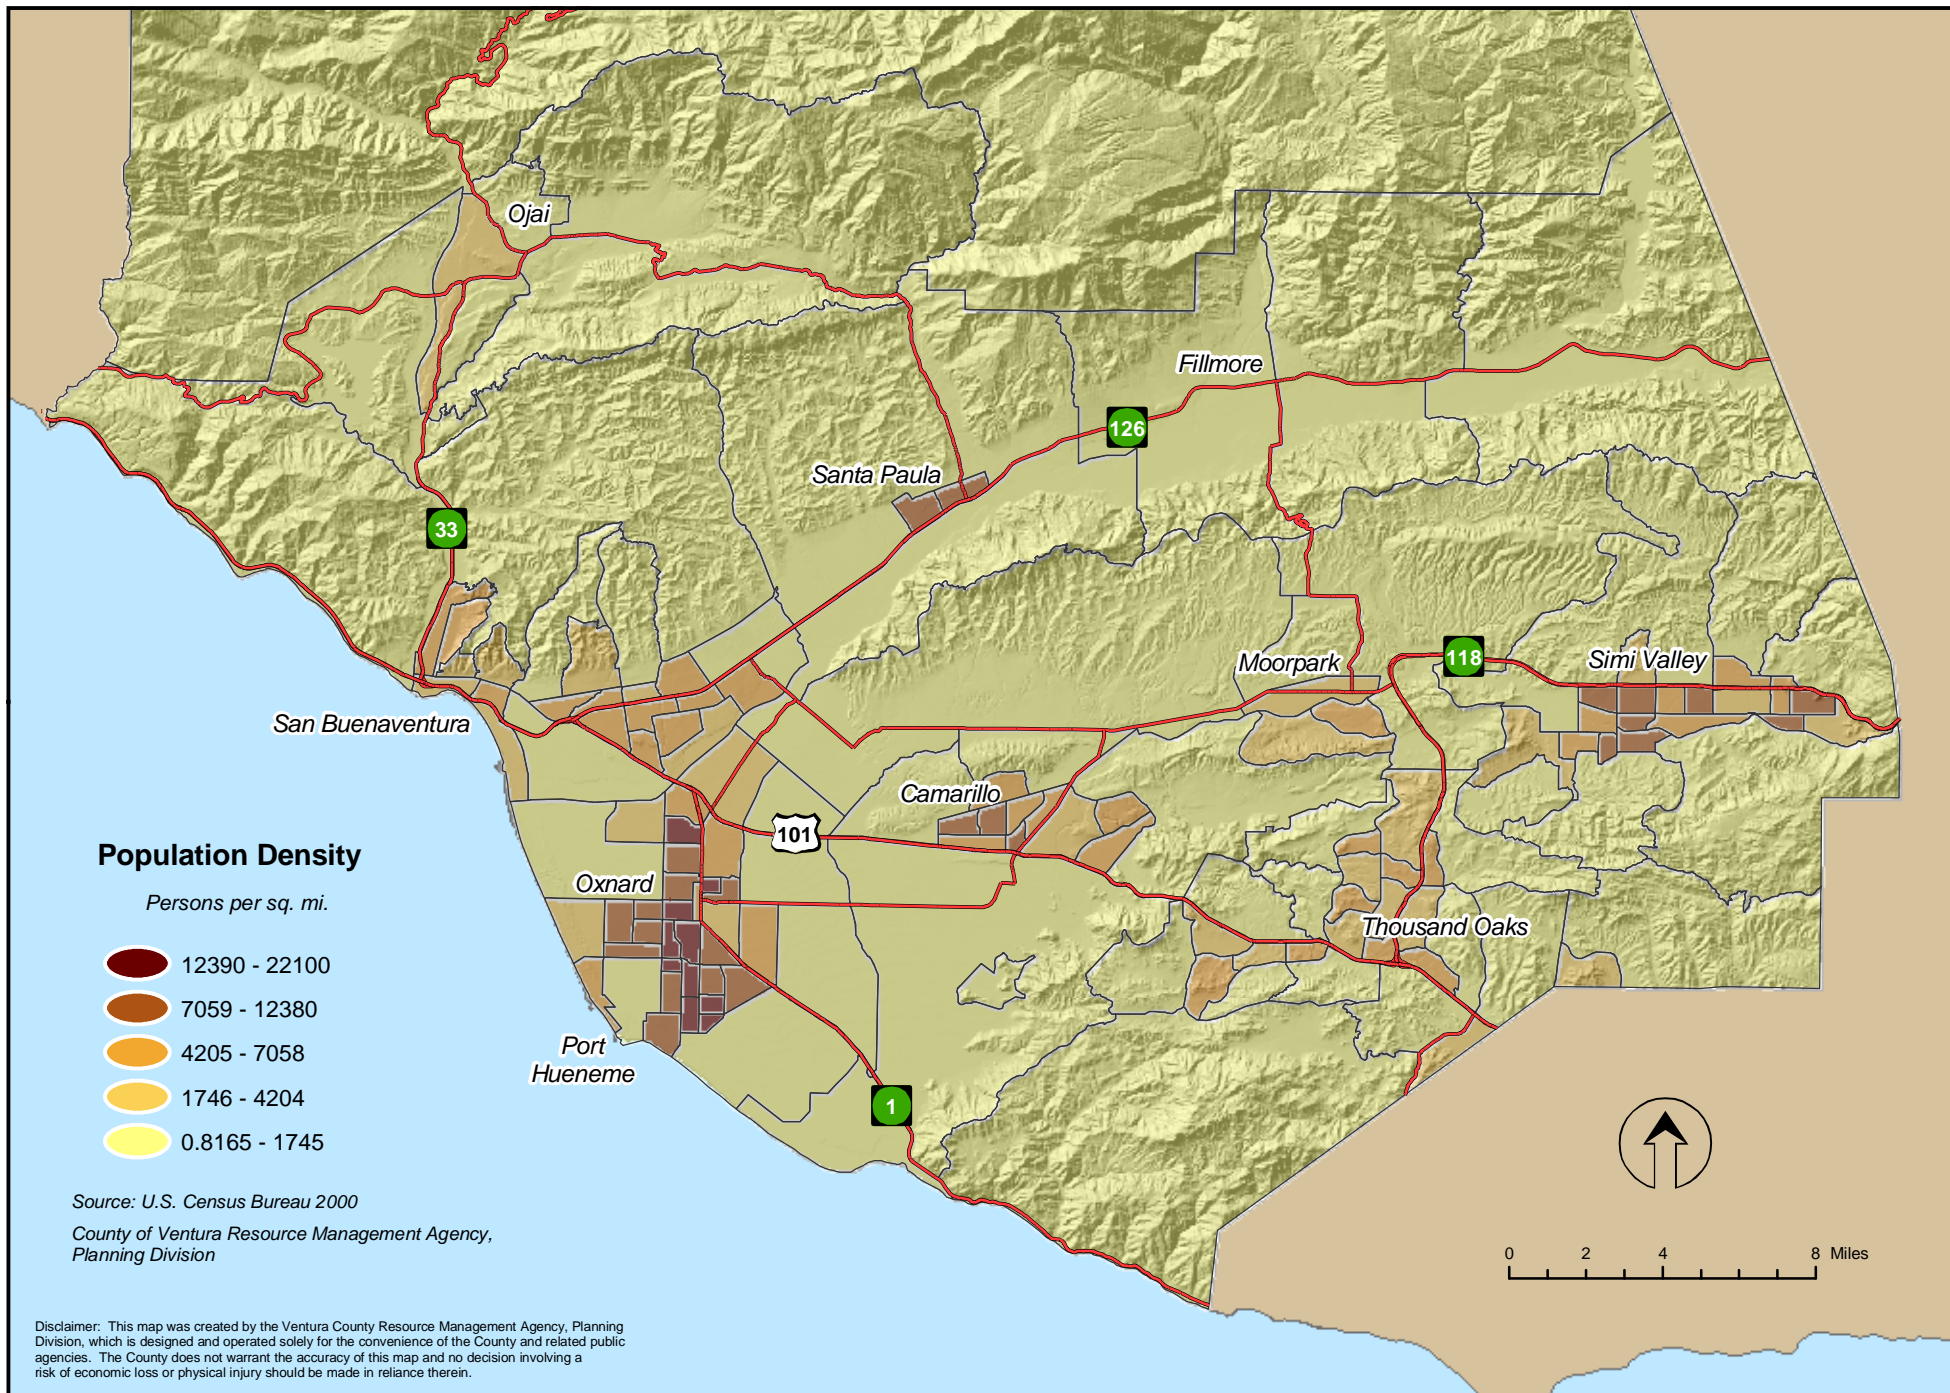 Ojai
Fillmore
126
Santa Paula
33
Moorpark
118
Simi Valley
San Buenaventura
Camarillo
101
Oxnard
Thousand Oaks
Port
Hueneme
1
Population Density
Persons per sq. mi.
12390 - 22100
7059 - 12380
4205 - 7058
1746 - 4204
0.8165 - 1745
Source: U.S. Census Bureau 2000
County of Ventura Resource Management Agency,
Planning Division
0 2 4 8 Miles
Disclaimer: This map was created by the Ventura County Resource Management Agency, Planning
Division, which is designed and operated solely for the convenience of the County and related public
agencies. The County does not warrant the accuracy of this map and no decision involving a
risk of economic loss or physical injury should be made in reliance therein.